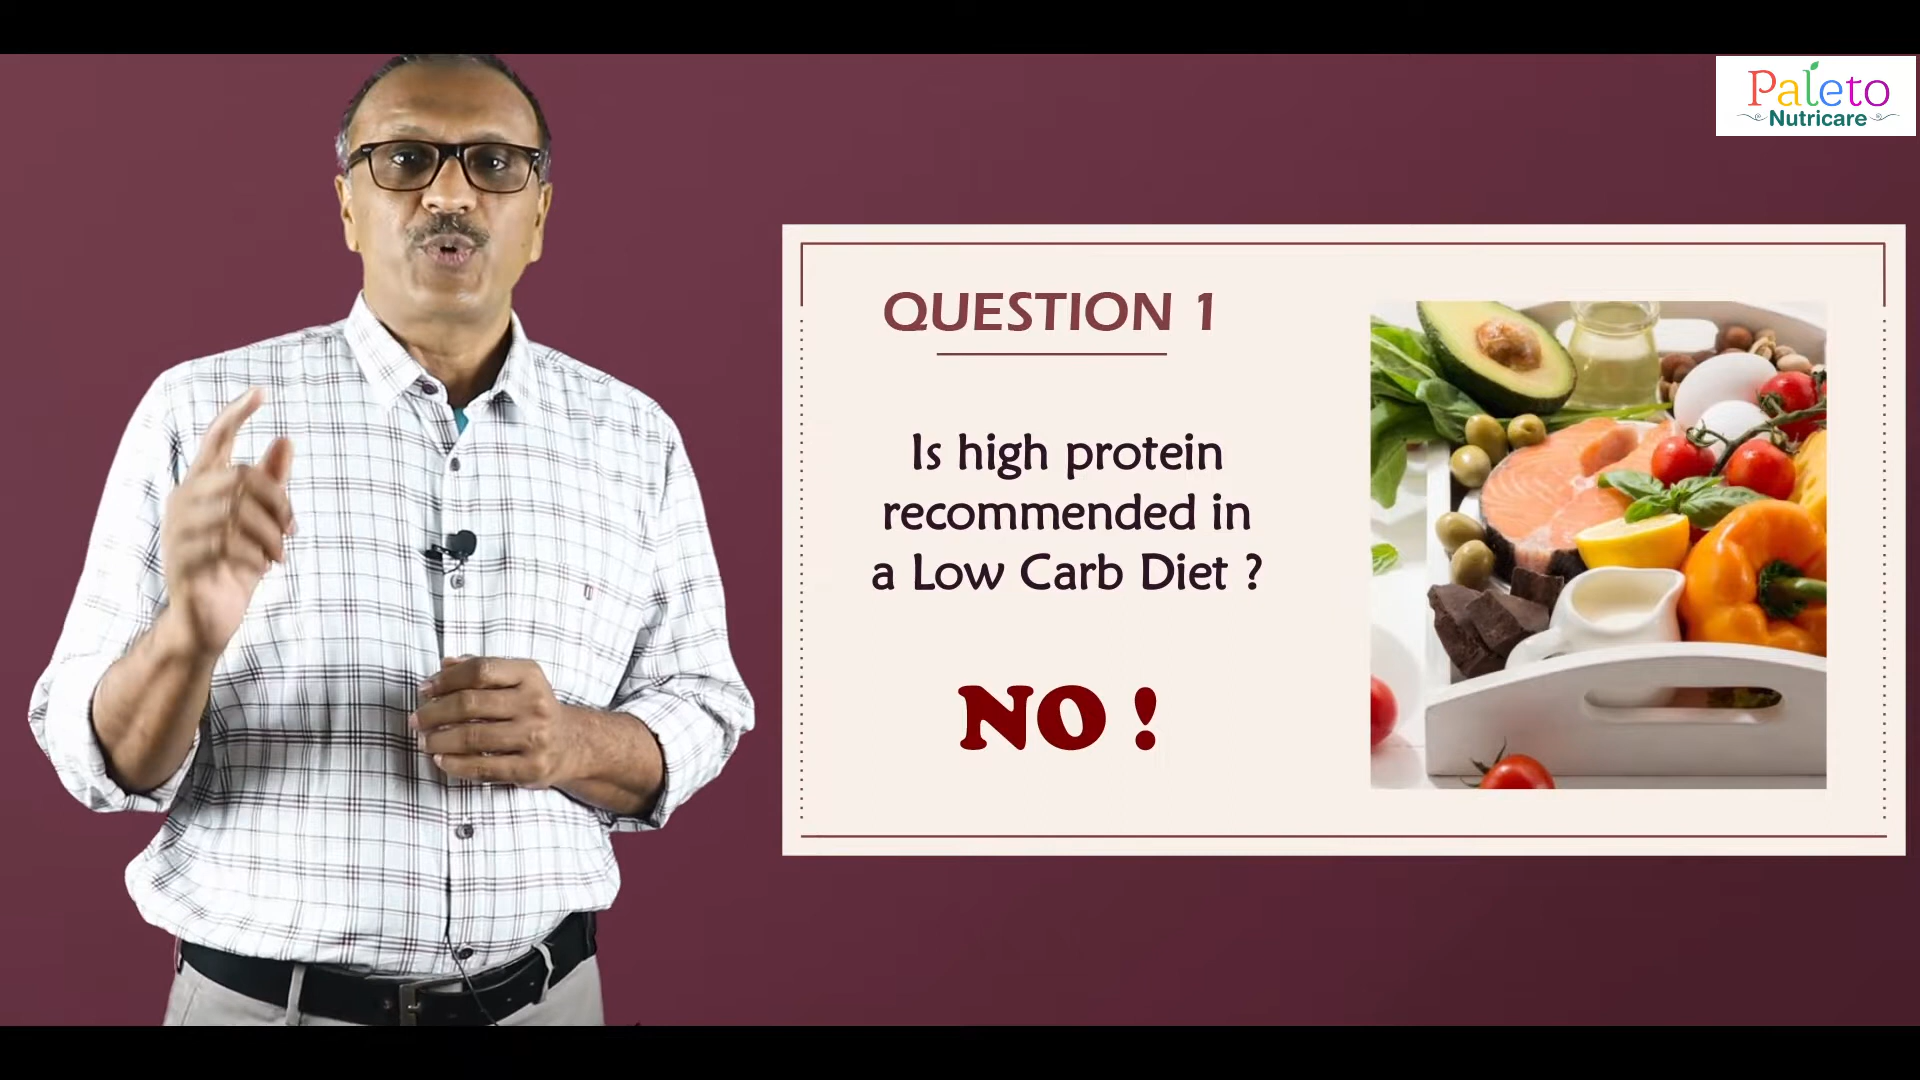 Paleto
Nutricare
QUESTION 1
Is high protein
recommended in
a Low Carb Diet ?
NO !